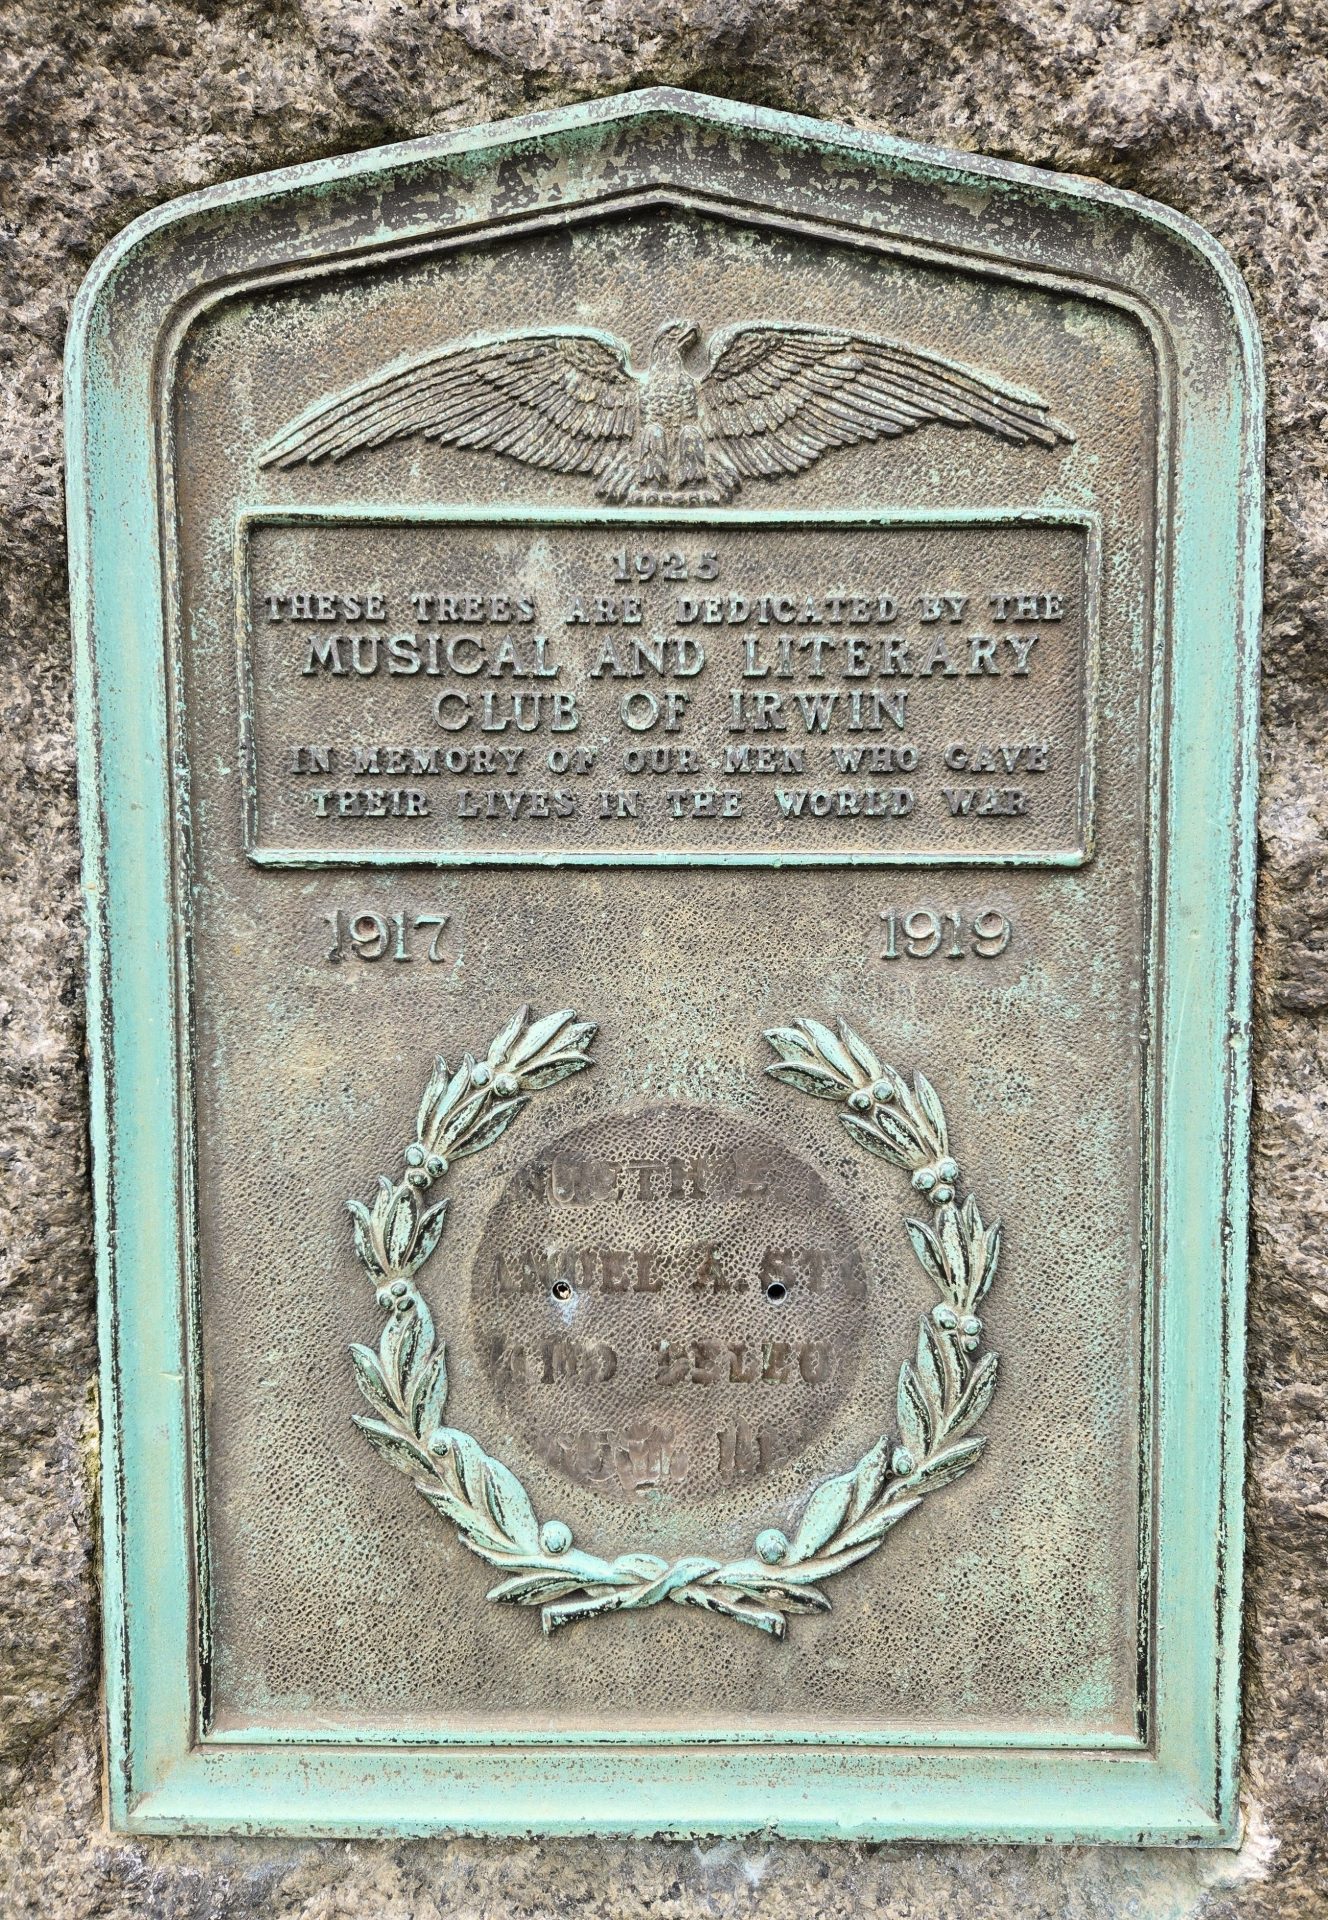 1925
THESE TREES ARE DEDICATED BY THE
MUSICAL AND LITERARY
CLUB OF IRWIN
IN MEMORY OF OUR MEN WHO GAVE
THEIR LIVES IN THE WORLD WAR
1917 1919
A. ST